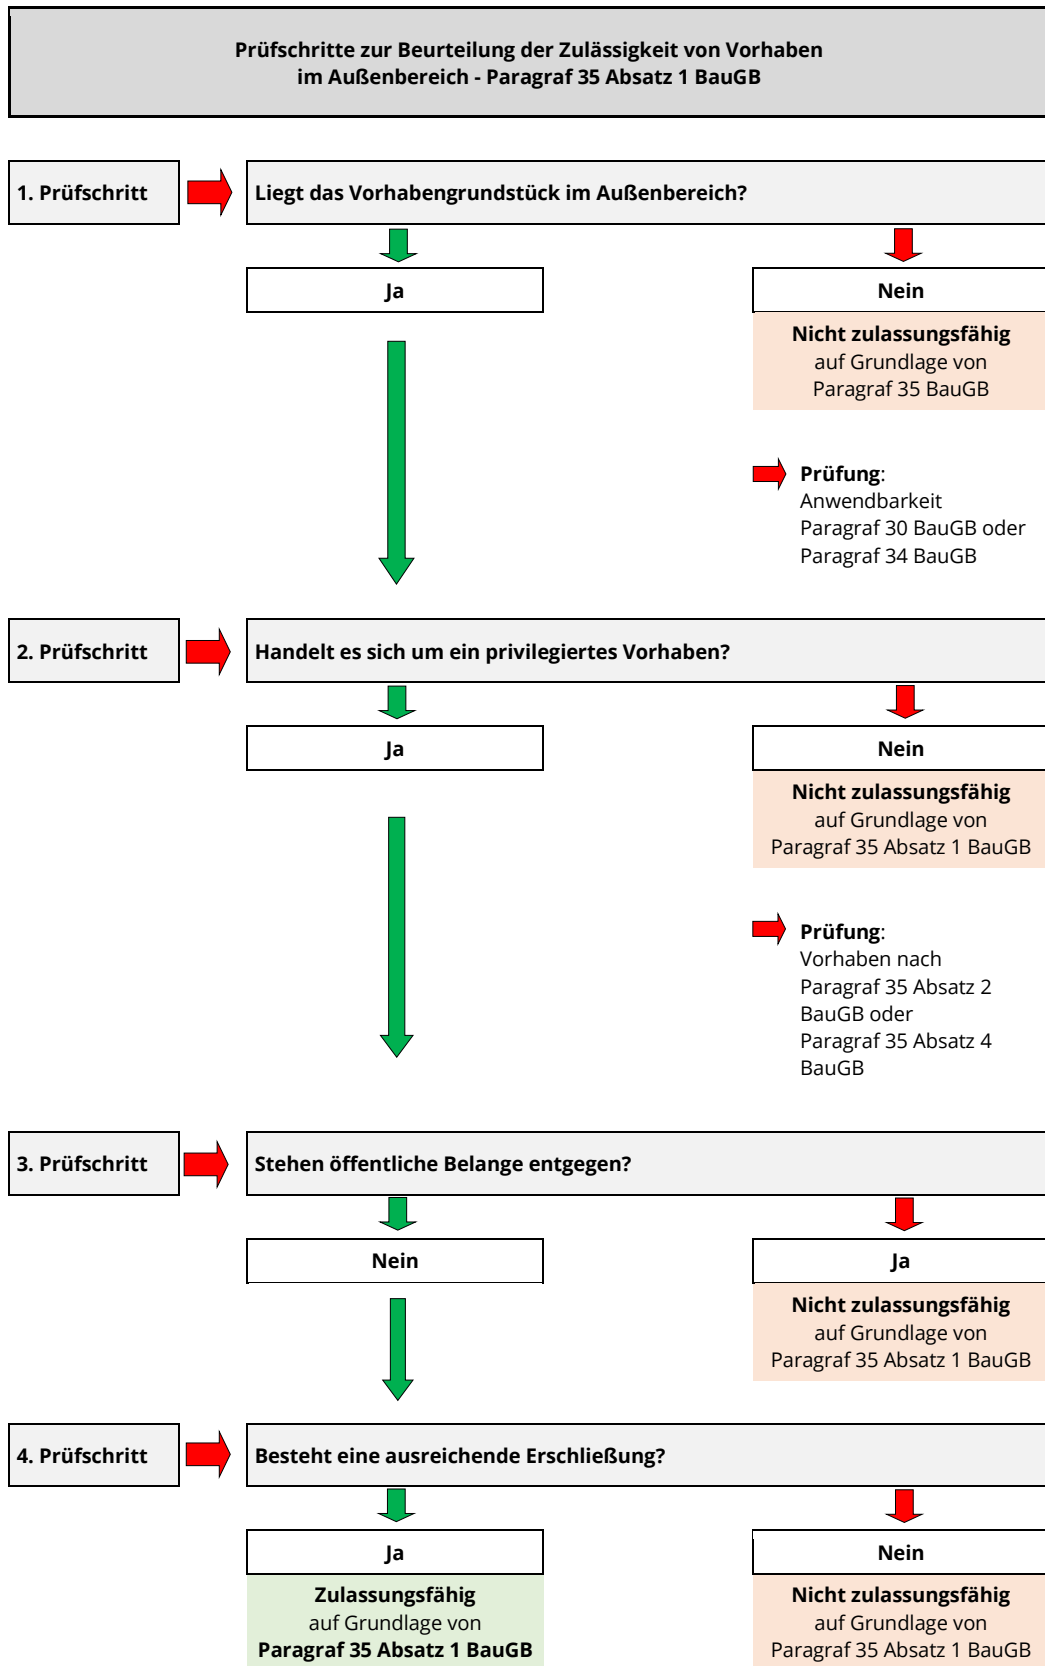 Prüfschritte zur Beurteilung der Zulässigkeit von Vorhaben
im Außenbereich - Paragraf 35 Absatz 1 BauGB
1. Prüfschritt
Liegt das Vorhabengrundstück im Außenbereich?
Ja
Nein
Nicht zulassungsfähig
auf Grundlage von
Paragraf 35 BauGB
Prüfung:
Anwendbarkeit
Paragraf 30 BauGB oder
Paragraf 34 BauGB
2. Prüfschritt
Handelt es sich um ein privilegiertes Vorhaben?
Ja
Nein
Nicht zulassungsfähig
auf Grundlage von
Paragraf 35 Absatz 1 BauGB
Prüfung:
Vorhaben nach
Paragraf 35 Absatz 2
BauGB oder
Paragraf 35 Absatz 4
BauGB
3. Prüfschritt
Stehen öffentliche Belange entgegen?
Nein
Ja
Nicht zulassungsfähig
auf Grundlage von
Paragraf 35 Absatz 1 BauGB
4. Prüfschritt
Besteht eine ausreichende Erschließung?
Ja
Zulassungsfähig
auf Grundlage von
Paragraf 35 Absatz 1 BauGB
Nein
Nicht zulassungsfähig
auf Grundlage von
Paragraf 35 Absatz 1 BauGB